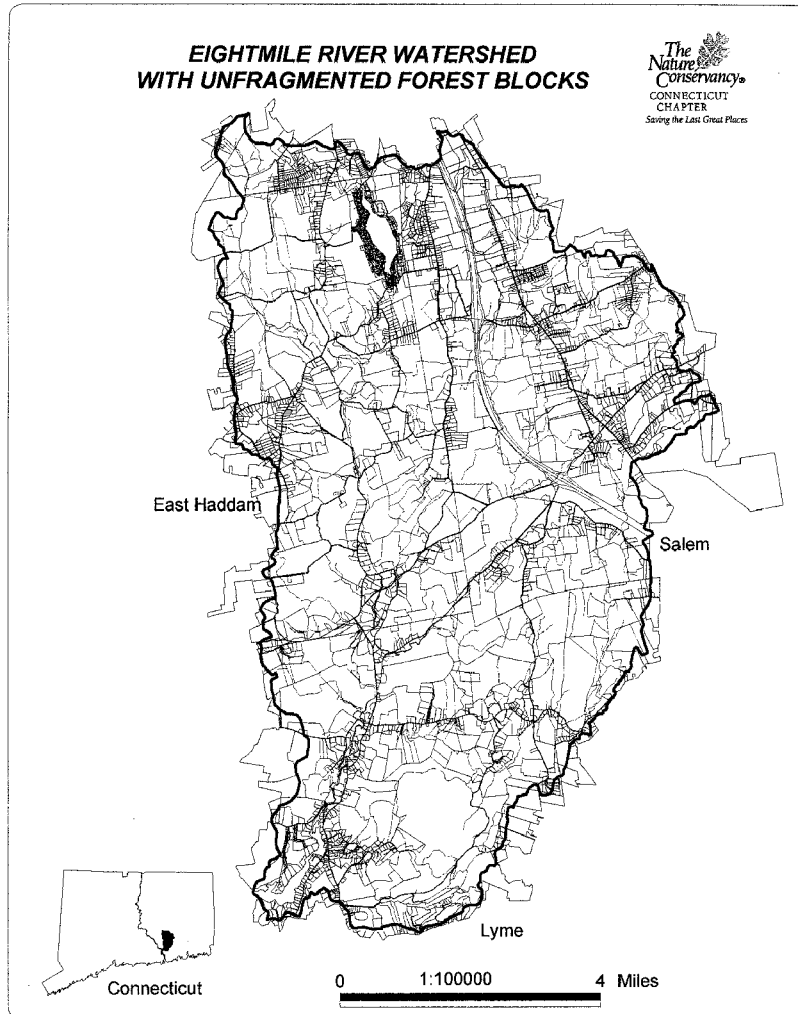 EIGHTMILE RIVER WATERSHED
WITH UNFRAGMENTED FOREST BLOCKS
The
Nature
Conservancy®
CONNECTICUT
CHAPTER
Saving the Last Great Places
East Haddam
Salem
Lyme
Connecticut
0 1:100000 4 Miles